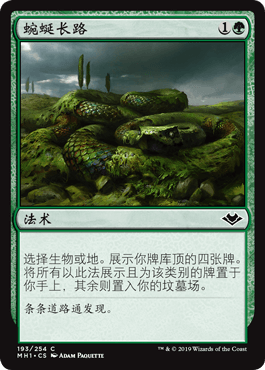 蜿蜒长路 1
法术
选择生物或地。展示你牌库顶的四张牌。
将所有以此法展示且为该类别的牌置于
你手上，其余则置入你的坟墓场。
条条道路通发现。
193/254 C
MH1•CS ADAM PAQUETTE
™ & © 2019 Wizards of the Coast